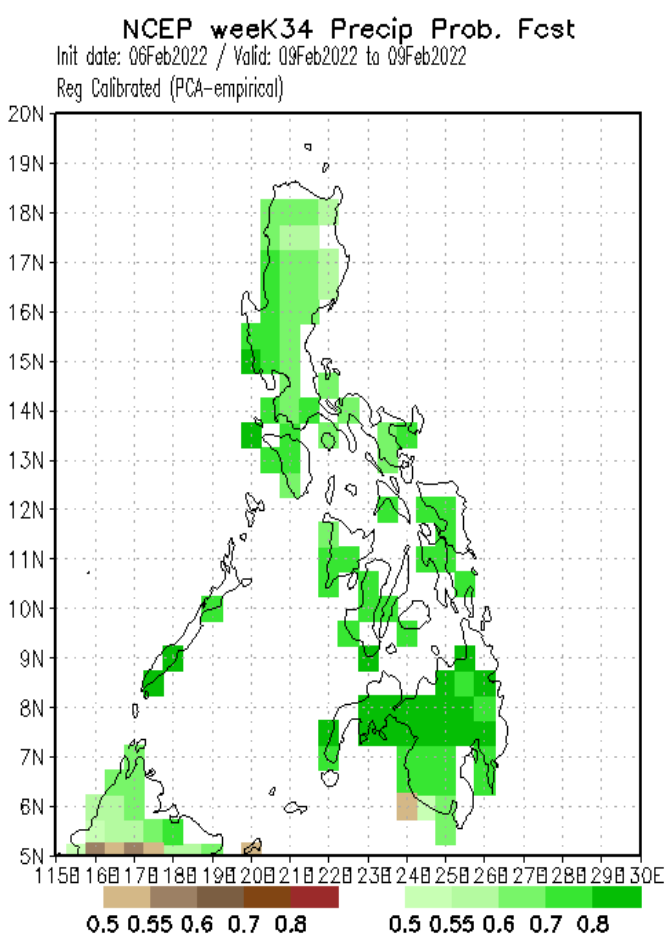 NCEP weeK34 Precip Prob. Fcst
Init date: 06Feb2022 / Valid: 09Feb2022 to 09Feb2022
Reg Calibrated (PCA-empirical)
20N
19N
18N
17N
16N
15N
14N
13N
12N
11N
10N
9N
8N
7N
6N
5N
115E 116E 117E 118E 119E 120E 121E 122E 123E 124E 125E 126E 127E 128E 129E 130E
0.5 0.55 0.6 0.7 0.8 0.5 0.55 0.6 0.7 0.8